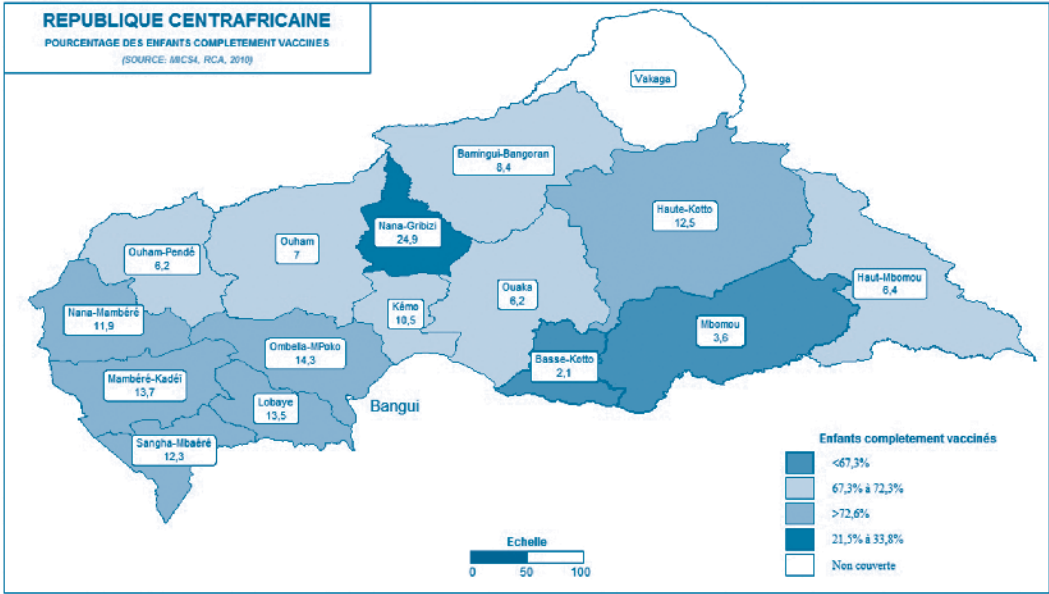 REPUBLIQUE CENTRAFRICAINE
POURCENTAGE DES ENFANTS COMPLETEMENT VACCINES
(SOURCE: MICS4, RCA, 2010)
Vakaga
Bamingui-Bangoran
8,4
Haute-Kotto
12,5
Nana-Gribizi
24,9
Ouham
7
Ouham-Pendé
6,2
Haut-Mbomou
6,4
Ouaka
6,2
Kémo
10,5
Nana-Mambéré
11,9
Mbomou
3,6
Ombella-MPoko
14,3
Basse-Kotto
2,1
Mambéré-Kadéi
13,7
Lobaye
13,5
Bangui
Sangha-Mbaéré
12,3
Enfants completement vaccinés
<67,3%
67,3% à 72,3%
>72,6%
21,5% à 33,8%
Non couverte
Echelle
0 50 100